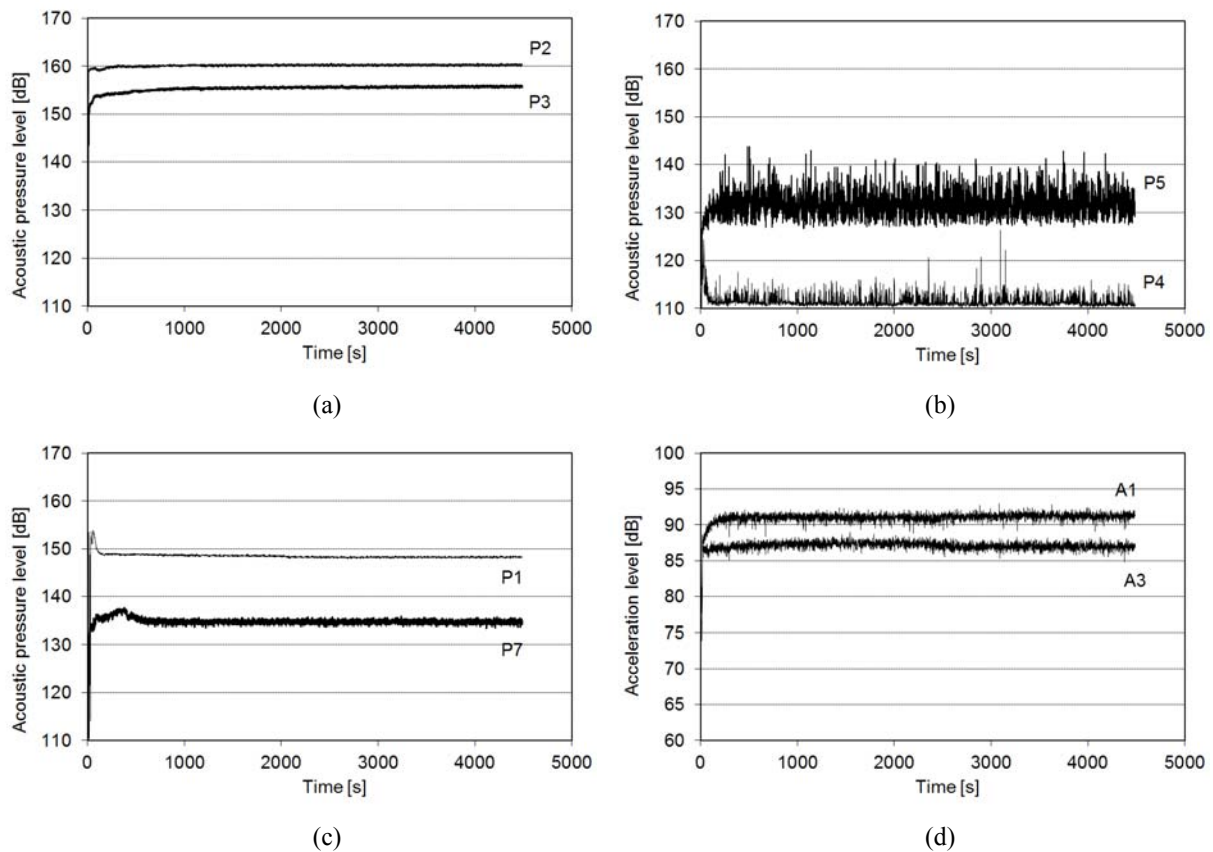 170
160
150
140
130
120
110
Acoustic pressure level [dB]
P2
P3
0 1000 2000 3000 4000 5000
Time [s]
(a)
170
160
150
140
130
120
110
Acoustic pressure level [dB]
P5
P4
0 1000 2000 3000 4000 5000
Time [s]
(b)
170
160
150
140
130
120
110
Acoustic pressure level [dB]
P1
P7
0 1000 2000 3000 4000 5000
Time [s]
(c)
100
95
90
85
80
75
70
65
60
Acceleration level [dB]
A1
A3
0 1000 2000 3000 4000 5000
Time [s]
(d)